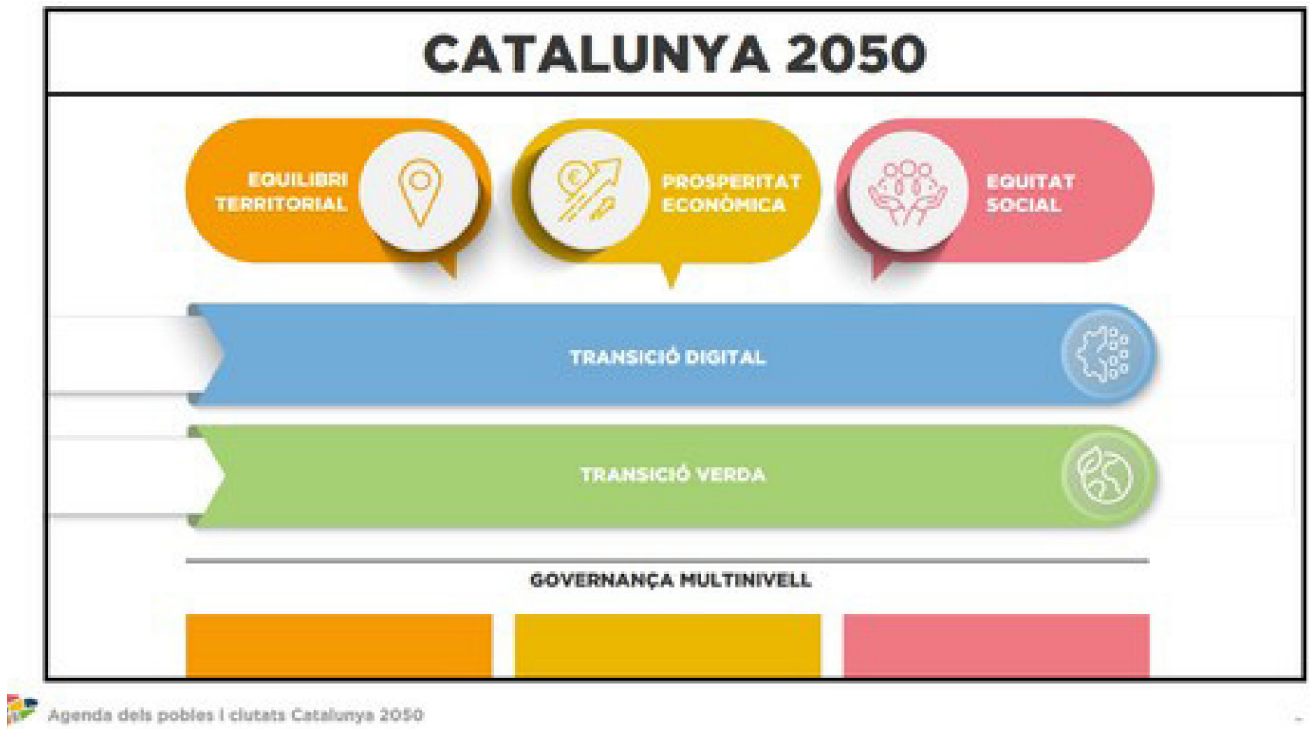 CATALUNYA 2050
EQUILIBRI
TERRITORIAL
PROSPERITAT
ECONÒMICA
EQUITAT
SOCIAL
TRANSICIÓ DIGITAL
TRANSICIÓ VERDA
GOVERNANÇA MULTINIVELL
Agenda dels pobles i ciutats Catalunya 2050